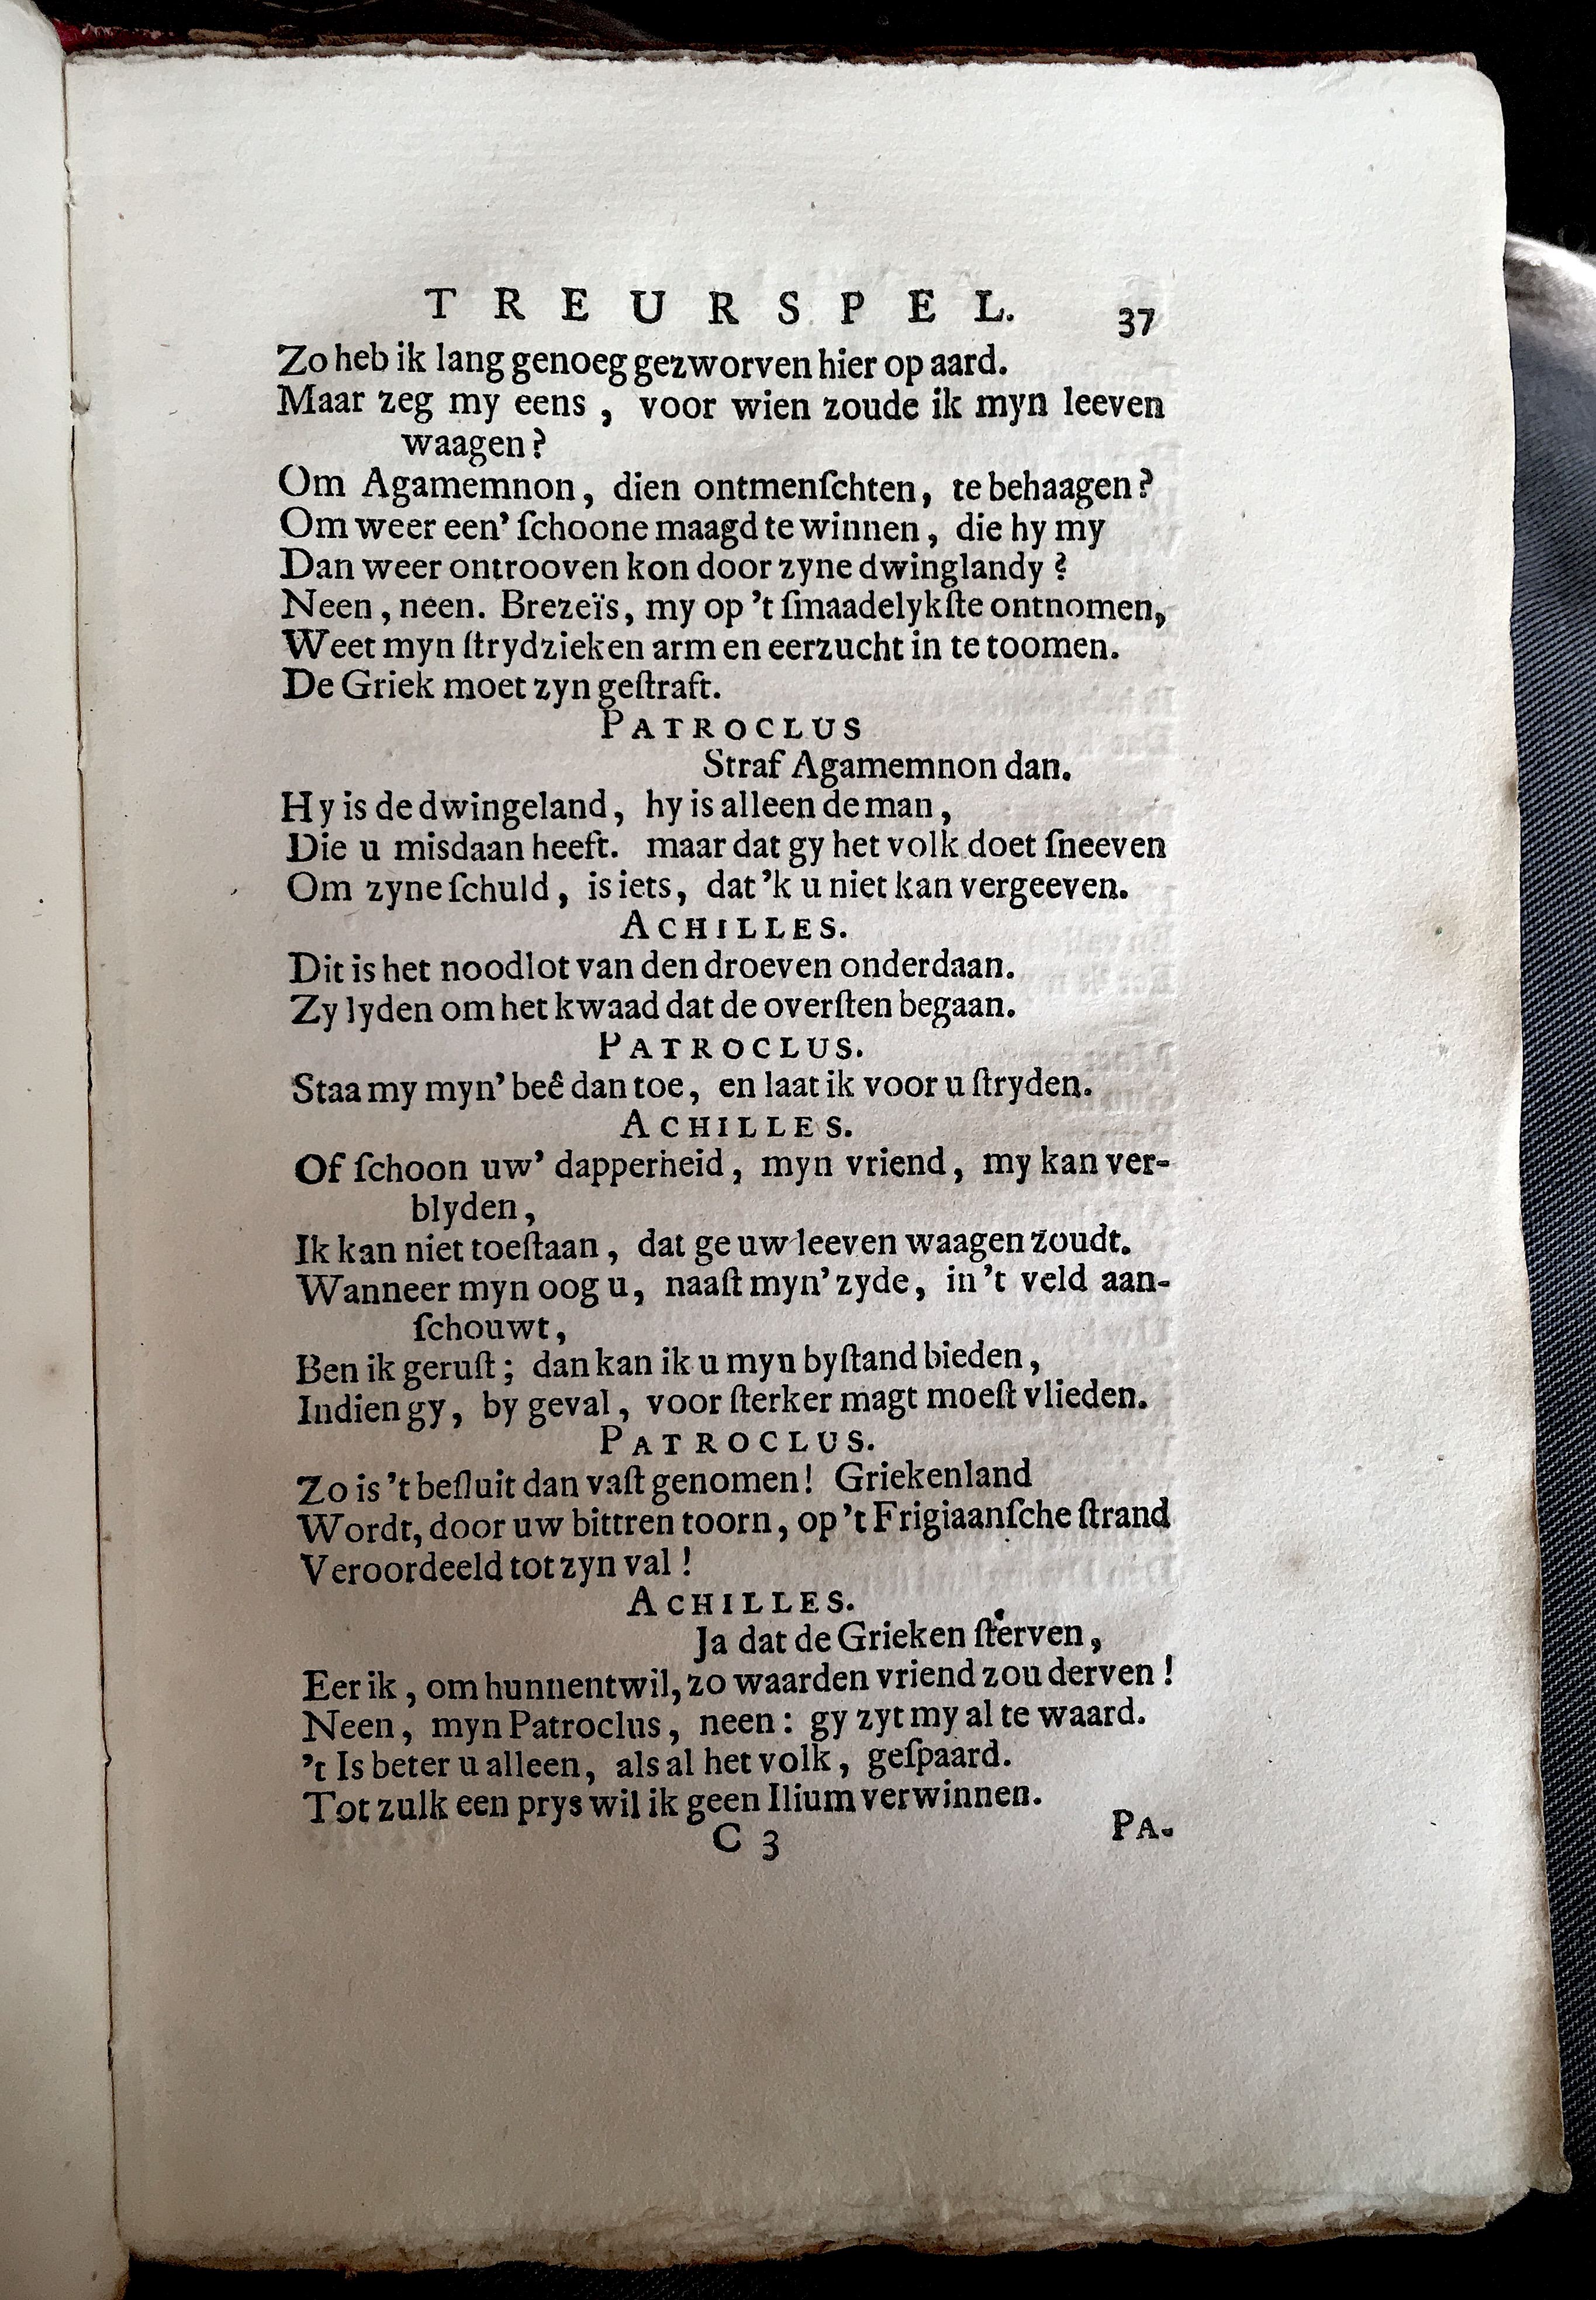 TREURSPEL. 37
Zo heb ik lang genoeg gezworven hier op aard.
Maar zeg my eens, voor wien zoude ik myn leeven
waagen?
Om Agamemnon, dien ontmenſchten, te behaagen?
Om weer een' ſchoone maagd te winnen, die hy my
Dan weer ontrooven kon door zyne dwinglandy?
Neen, neen. Brezeïs, my op 't ſmaadelykſte ontnomen,
Weet myn ſtrydzieken arm en eerzucht in te toomen.
De Griek moet zyn geſtraft.
PATROCLUS
Straf Agamemnon dan.
Hy is de dwingeland, hy is alleen de man,
Die u misdaan heeft. maar dat gy het volk doet ſneeven
Om zyne ſchuld, is iets, dat 'k u niet kan vergeeven.
ACHILLES.
Dit is het noodlot van den droeven onderdaan.
Zy lyden om het kwaad dat de overſten begaan.
PATROCLUS.
Staa my myn' beê dan toe, en laat ik voor u ſtryden.
ACHILLES.
Of ſchoon uw' dapperheid, myn vriend, my kan ver-
blyden,
Ik kan niet toeſtaan, dat ge uw leeven waagen zoudt.
Wanneer myn oog u, naaſt myn' zyde, in 't veld aan-
ſchouwt,
Ben ik geruſt; dan kan ik u myn byſtand bieden,
Indien gy, by geval, voor ſterker magt moeſt vlieden.
PATROCLUS.
Zo is 't beſluit dan vaſt genomen! Griekenland
Wordt, door uw bittren toorn, op 't Frigiaanſche ſtrand
Veroordeeld tot zyn val!
ACHILLES.
Ja dat de Grieken ſterven,
Eer ik, om hunnentwil, zo waarden vriend zou derven!
Neen, myn Patroclus, neen: gy zyt my al te waard.
't Is beter u alleen, als al het volk, geſpaard.
Tot zulk een prys wil ik geen Ilium verwinnen.
C 3 PA-